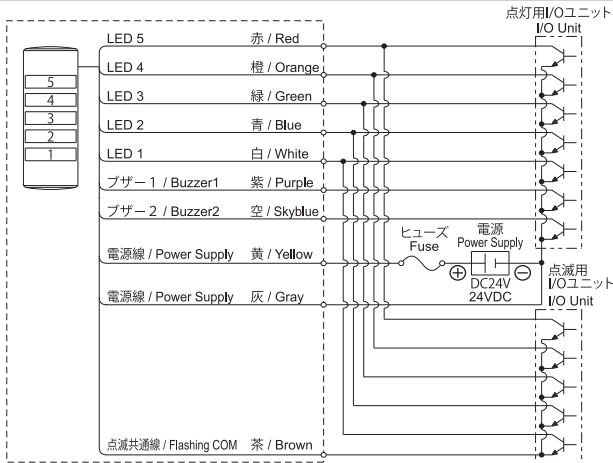 点灯用I/Oユニット
I/O Unit
LED 5 赤 / Red
LED 4 橙 / Orange
LED 3 緑 / Green
LED 2 青 / Blue
LED 1 白 / White
ブザー1 / Buzzer1 紫 / Purple
ブザー2 / Buzzer2 空 / Skyblue
電源線 / Power Supply 黄 / Yellow
電源線 / Power Supply 灰 / Gray
点滅共通線 / Flashing COM 茶 / Brown
5
4
3
2
1
ヒューズ
Fuse
電源
Power Supply
⊕ ⊖
DC24V
24VDC
点滅用
I/Oユニット
I/O Unit